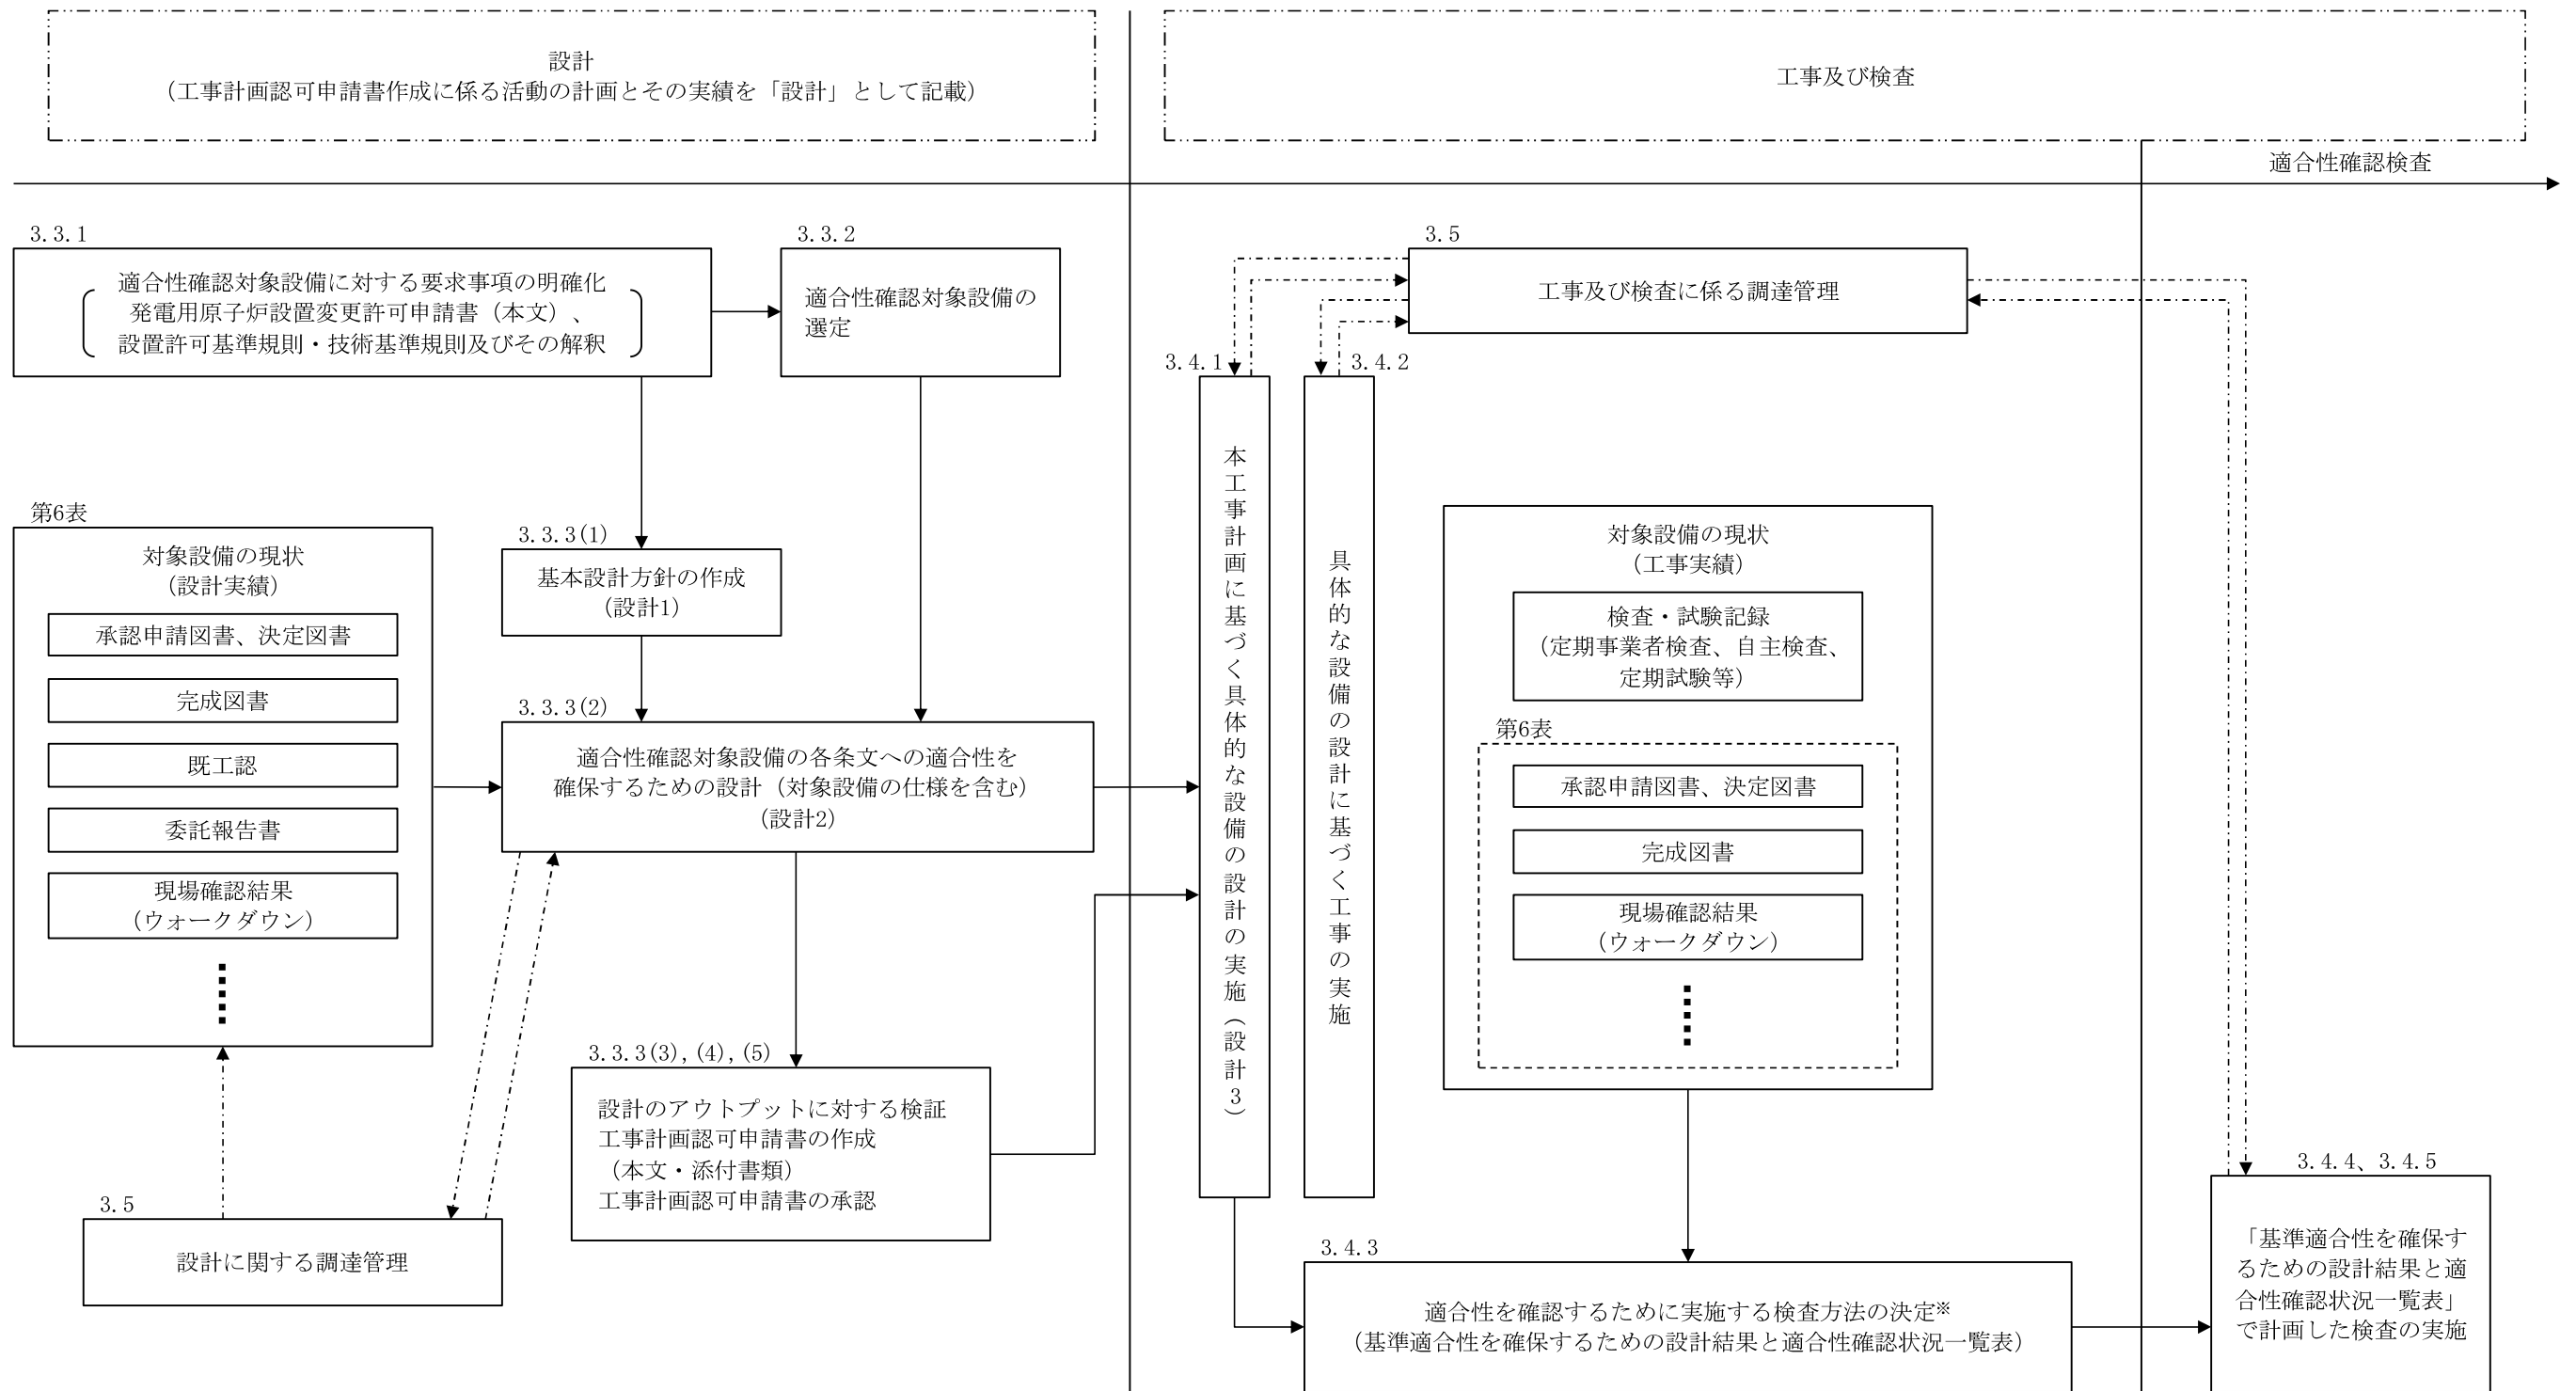 設計
（工事計画認可申請書作成に係る活動の計画とその実績を「設計」として記載）
工事及び検査
適合性確認検査
3.3.1
適合性確認対象設備に対する要求事項の明確化
発電用原子炉設置変更許可申請書（本文）、
設置許可基準規則・技術基準規則及びその解釈
3.3.2
適合性確認対象設備の
選定
第6表
対象設備の現状
（設計実績）
承認申請図書、決定図書
完成図書
既工認
委託報告書
現場確認結果
（ウォークダウン）
3.3.3(1)
基本設計方針の作成
（設計1）
3.3.3(2)
適合性確認対象設備の各条文への適合性を
確保するための設計（対象設備の仕様を含む）
（設計2）
3.3.3(3),(4),(5)
設計のアウトプットに対する検証
工事計画認可申請書の作成
（本文・添付書類）
工事計画認可申請書の承認
3.5
設計に関する調達管理
3.5
工事及び検査に係る調達管理
3.4.1
本工事計画に基づく具体的な設備の設計の実施（設計3）
3.4.2
具体的な設備の設計に基づく工事の実施
対象設備の現状
（工事実績）
検査・試験記録
（定期事業者検査、自主検査、
定期試験等）
第6表
承認申請図書、決定図書
完成図書
現場確認結果
（ウォークダウン）
3.4.3
適合性を確認するために実施する検査方法の決定※
（基準適合性を確保するための設計結果と適合性確認状況一覧表）
3.4.4、3.4.5
「基準適合性を確保す
るための設計結果と適
合性確認状況一覧表」
で計画した検査の実施